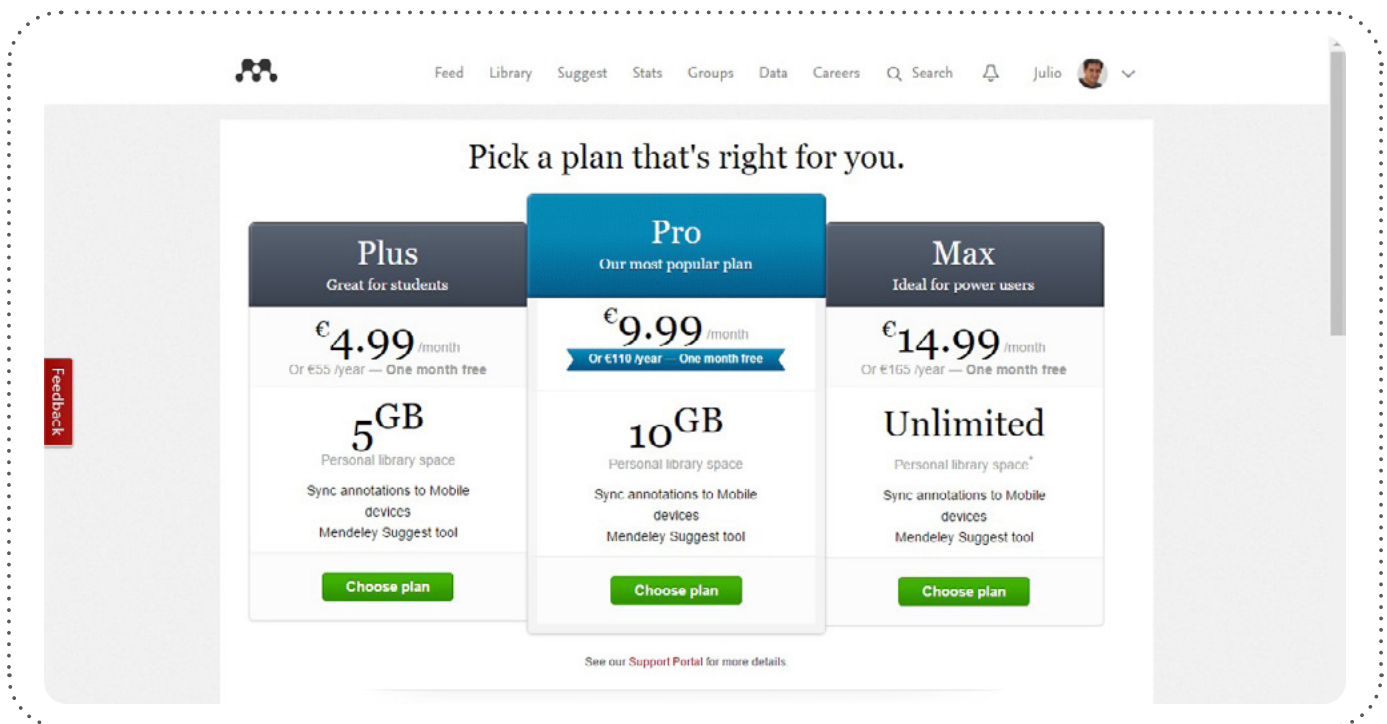 Feed Library Suggest Stats Groups Data Careers Search Julio
Pick a plan that's right for you.
Plus
Great for students
€4.99 /month
Or €55 /year — One month free
5GB
Personal library space
Sync annotations to Mobile
devices
Mendeley Suggest tool
Choose plan
Pro
Our most popular plan
€9.99 /month
Or €110 /year — One month free
10GB
Personal library space
Sync annotations to Mobile
devices
Mendeley Suggest tool
Choose plan
Max
Ideal for power users
€14.99 /month
Or €165 /year — One month free
Unlimited
Personal library space*
Sync annotations to Mobile
devices
Mendeley Suggest tool
Choose plan
See our Support Portal for more details.
Feedback